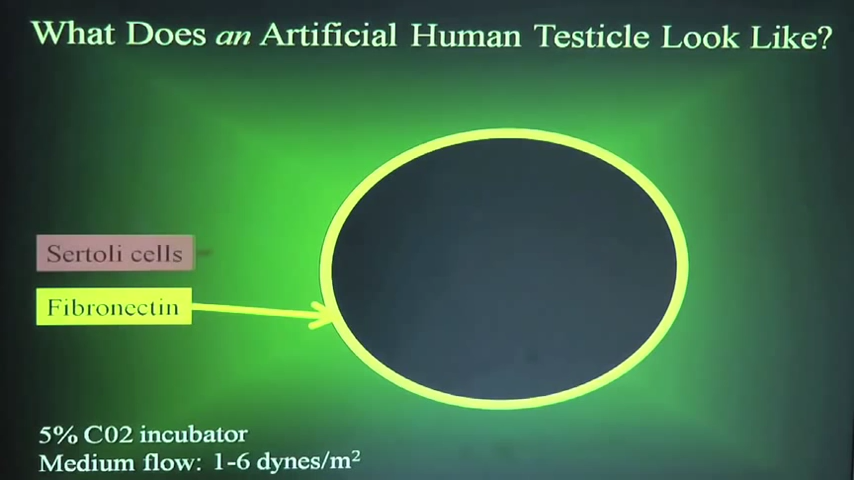 What Does an Artificial Human Testicle Look Like?
Sertoli cells
Fibronectin
5% C02 incubator
Medium flow: 1-6 dynes/m²